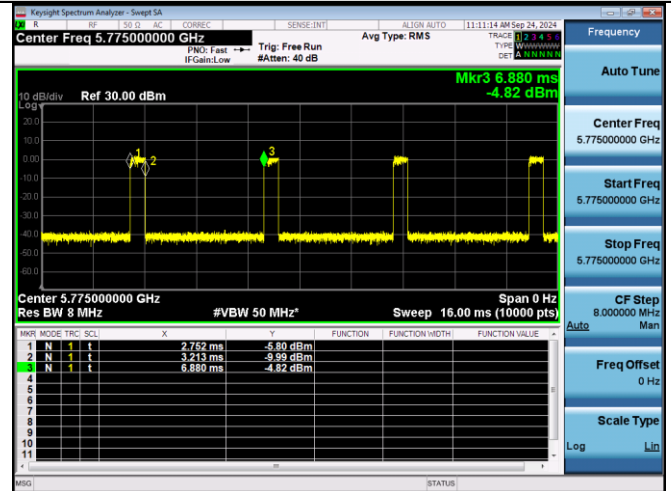 Keysight Spectrum Analyzer - Swept SA
R RF 50 Ω AC CORREC SENSE:INT ALIGN AUTO 11:11:14 AM Sep 24, 2024
Center Freq 5.775000000 GHz
PNO: Fast
IFGain:Low
Trig: Free Run
#Atten: 40 dB
Avg Type: RMS
TRACE 1 2 3 4 5 6
TYPE WWWWWW
DET A N N N N N
Mkr3 6.880 ms
-4.82 dBm
10 dB/div Ref 30.00 dBm
Log
20.0
10.0
0.00
-10.0
-20.0
-30.0
-40.0
-50.0
-60.0
1
2
3
Center 5.775000000 GHz Span 0 Hz
Res BW 8 MHz #VBW 50 MHz* Sweep 16.00 ms (10000 pts)
MKR MODE TRC SCL X Y FUNCTION FUNCTION WIDTH FUNCTION VALUE
1 N 1 t 2.752 ms -5.80 dBm
2 N 1 t 3.213 ms -9.99 dBm
3 N 1 t 6.880 ms -4.82 dBm
4
5
6
7
8
9
10
11
MSG STATUS
Frequency
Auto Tune
Center Freq
5.775000000 GHz
Start Freq
5.775000000 GHz
Stop Freq
5.775000000 GHz
CF Step
8.000000 MHz
Auto Man
Freq Offset
0 Hz
Scale Type
Log Lin